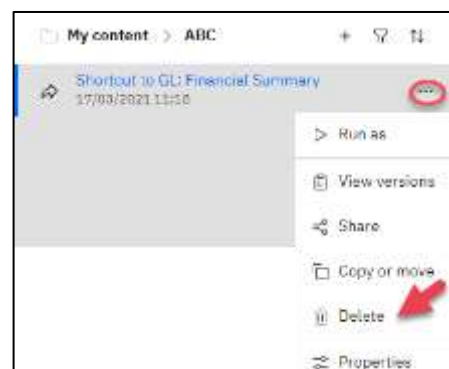 My content > ABC
Shortcut to GL: Financial Summary
17/03/2021 11:18
Run as
View versions
Share
Copy or move
Delete
Properties